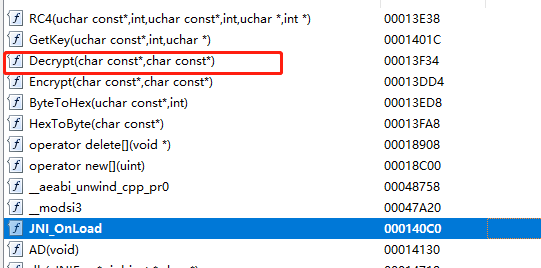 f RC4(uchar const*,int,uchar const*,int,uchar *,int *) 00013E38
f GetKey(uchar const*,int,uchar *) 0001401C
f Decrypt(char const*,char const*) 00013F34
f Encrypt(char const*,char const*) 00013DD4
f ByteToHex(uchar const*,int) 00013ED8
f HexToByte(char const*) 00013FA8
f operator delete[](void *) 00018908
f operator new[](uint) 00018C00
f __aeabi_unwind_cpp_pr0 00048758
f __modsi3 00047A20
f JNI_OnLoad 000140C0
f AD(void) 00014130